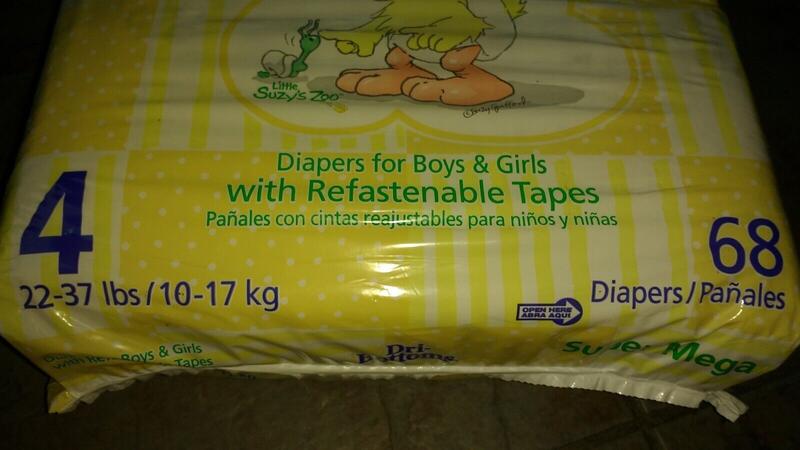 Little
Suzy's Zoo
Diapers for Boys & Girls
with Refastenable Tapes
Pañales con cintas reajustables para niños y niñas
4
22-37 lbs/10-17 kg
68
Diapers/Pañales
OPEN HERE
ABRA AQUI
Boys & Girls
Tapes
Dri-
Bottoms
Super Mega